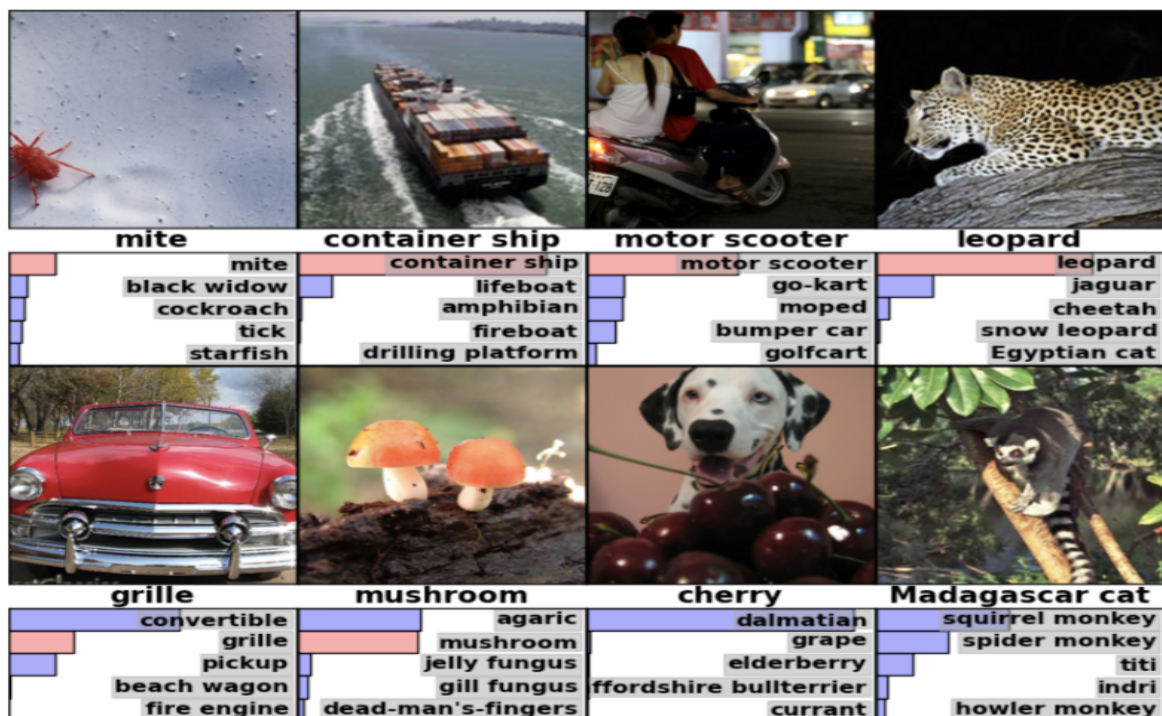 mite
container ship
motor scooter
leopard
mite
black widow
cockroach
tick
starfish
container ship
lifeboat
amphibian
fireboat
drilling platform
motor scooter
go-kart
moped
bumper car
golfcart
leopard
jaguar
cheetah
snow leopard
Egyptian cat
grille
mushroom
cherry
Madagascar cat
convertible
grille
pickup
beach wagon
fire engine
agaric
mushroom
jelly fungus
gill fungus
dead-man's-fingers
dalmatian
grape
elderberry
ffordshire bullterrier
currant
squirrel monkey
spider monkey
titi
indri
howler monkey